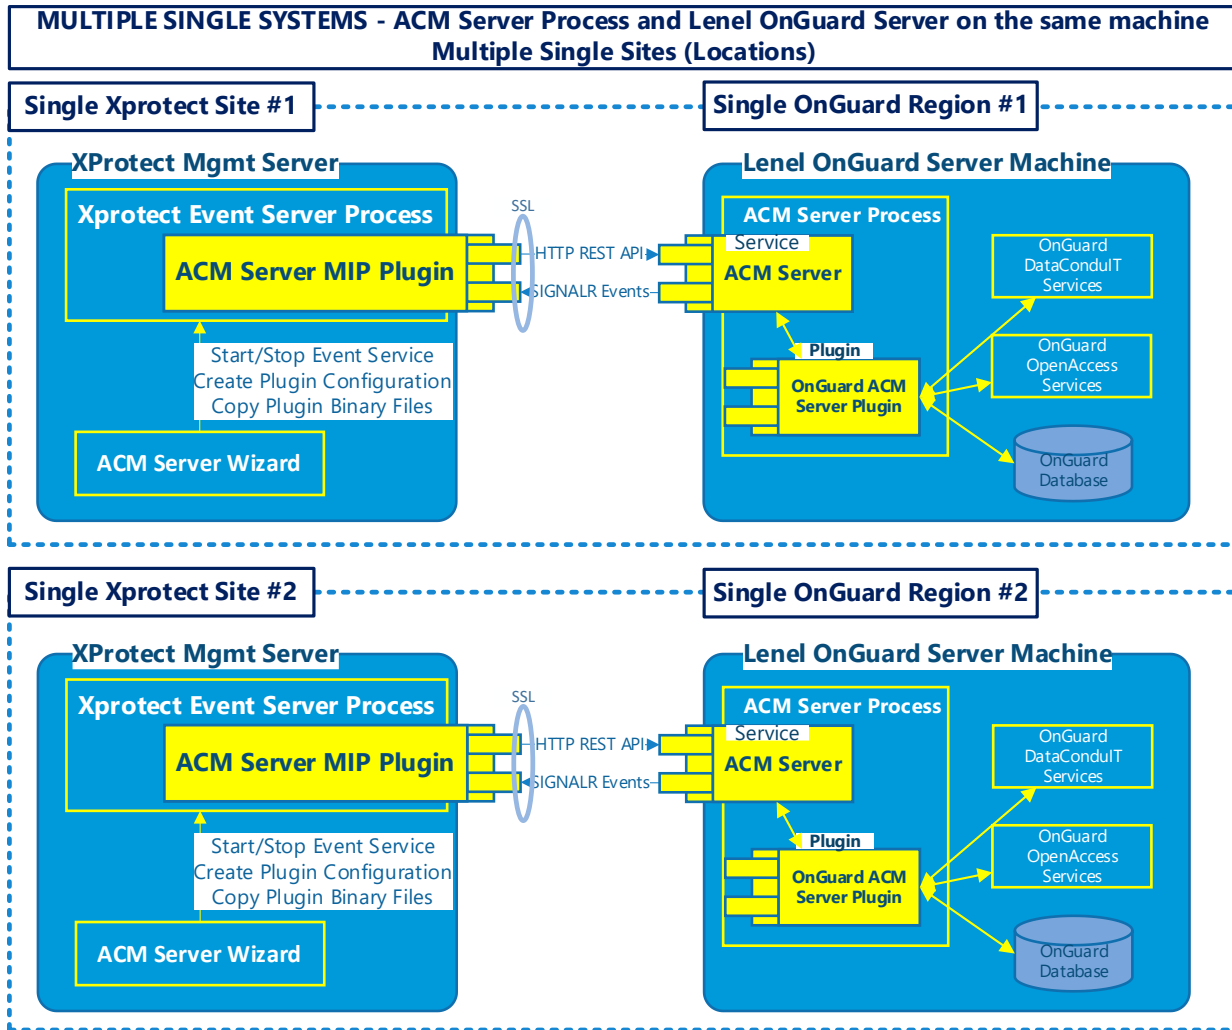 MULTIPLE SINGLE SYSTEMS - ACM Server Process and Lenel OnGuard Server on the same machine
Multiple Single Sites (Locations)
Single Xprotect Site #1
Single OnGuard Region #1
XProtect Mgmt Server
Xprotect Event Server Process
ACM Server MIP Plugin
Start/Stop Event Service
Create Plugin Configuration
Copy Plugin Binary Files
ACM Server Wizard
SSL
HTTP REST API
SIGNALR Events
Lenel OnGuard Server Machine
ACM Server Process
Service
ACM Server
Plugin
OnGuard ACM
Server Plugin
OnGuard
DataConduIT
Services
OnGuard
OpenAccess
Services
OnGuard
Database
Single Xprotect Site #2
Single OnGuard Region #2
XProtect Mgmt Server
Xprotect Event Server Process
ACM Server MIP Plugin
Start/Stop Event Service
Create Plugin Configuration
Copy Plugin Binary Files
ACM Server Wizard
SSL
HTTP REST API
SIGNALR Events
Lenel OnGuard Server Machine
ACM Server Process
Service
ACM Server
Plugin
OnGuard ACM
Server Plugin
OnGuard
DataConduIT
Services
OnGuard
OpenAccess
Services
OnGuard
Database